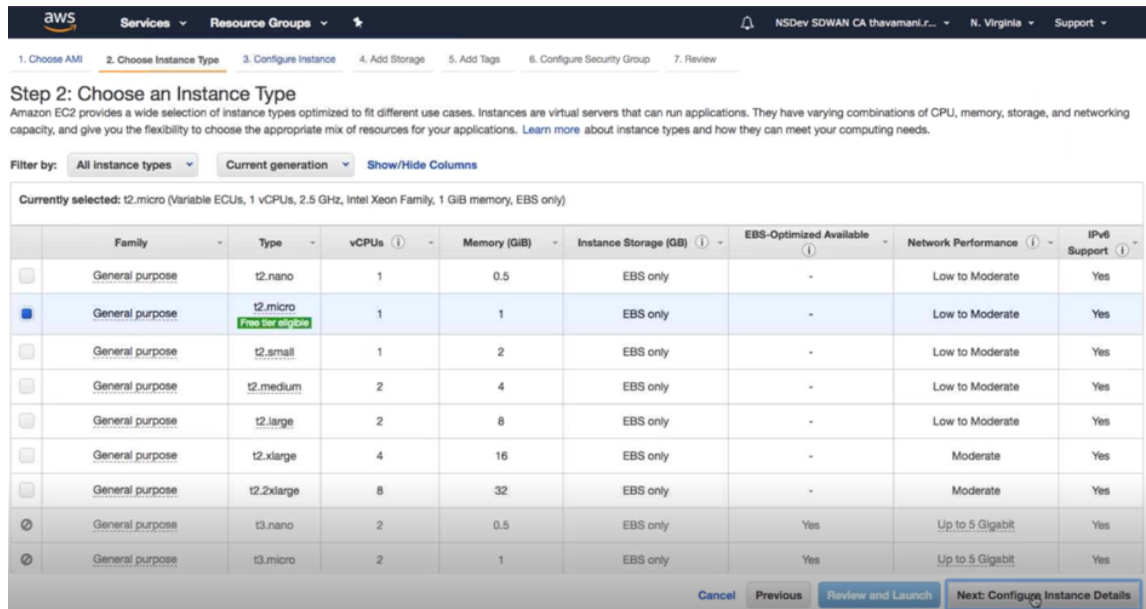 aws Services Resource Groups NSDev SDWAN CA thavamani.r... N. Virginia Support
1. Choose AMI 2. Choose Instance Type 3. Configure Instance 4. Add Storage 5. Add Tags 6. Configure Security Group 7. Review
Step 2: Choose an Instance Type
Amazon EC2 provides a wide selection of instance types optimized to fit different use cases. Instances are virtual servers that can run applications. They have varying combinations of CPU, memory, storage, and networking
capacity, and give you the flexibility to choose the appropriate mix of resources for your applications. Learn more about instance types and how they can meet your computing needs.
Filter by: All instance types Current generation Show/Hide Columns
Currently selected: t2.micro (Variable ECUs, 1 vCPUs, 2.5 GHz, Intel Xeon Family, 1 GiB memory, EBS only)
Family Type vCPUs Memory (GiB) Instance Storage (GB) EBS-Optimized Available Network Performance IPv6 Support
General purpose t2.nano 1 0.5 EBS only - Low to Moderate Yes
General purpose t2.micro Free tier eligible 1 1 EBS only - Low to Moderate Yes
General purpose t2.small 1 2 EBS only - Low to Moderate Yes
General purpose t2.medium 2 4 EBS only - Low to Moderate Yes
General purpose t2.large 2 8 EBS only - Low to Moderate Yes
General purpose t2.xlarge 4 16 EBS only - Moderate Yes
General purpose t2.2xlarge 8 32 EBS only - Moderate Yes
General purpose t3.nano 2 0.5 EBS only Yes Up to 5 Gigabit Yes
General purpose t3.micro 2 1 EBS only Yes Up to 5 Gigabit Yes
Cancel Previous Review and Launch Next: Configure Instance Details